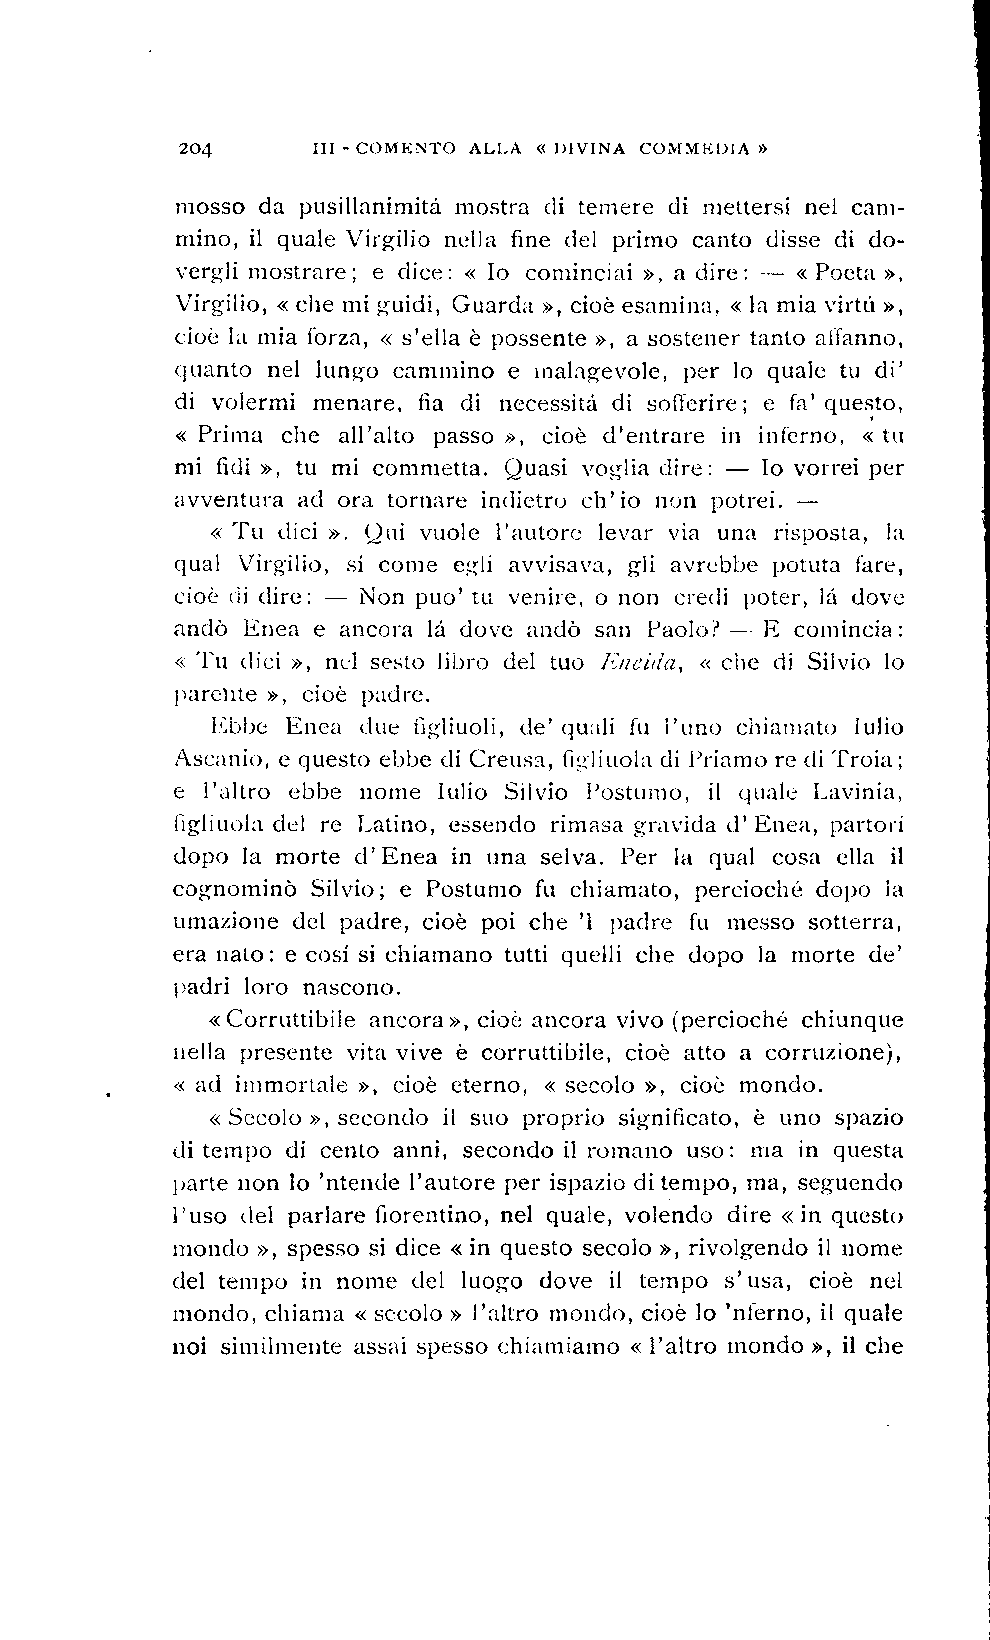 204 III - COMENTO ALLA « DIVINA COMMEDIA »
mosso da pusillanimitá mostra di temere di mettersi nel cam-
mino, il quale Virgilio nella fine del primo canto disse di do-
vergli mostrare; e dice: « Io cominciai », a dire: — « Poeta »,
Virgilio, « che mi guidi, Guarda », cioè esamina, « la mia virtú »,
cioè la mia forza, « s'ella è possente », a sostener tanto affanno,
quanto nel lungo cammino e malagevole, per lo quale tu di'
di volermi menare, fia di necessitá di sofferire; e fa' questo,
« Prima che all'alto passo », cioè d'entrare in inferno, « tu
mi fidi », tu mi commetta. Quasi voglia dire: — Io vorrei per
avventura ad ora tornare indietro ch'io non potrei. —
« Tu dici ». Qui vuole l'autore levar via una risposta, la
qual Virgilio, sí come egli avvisava, gli avrebbe potuta fare,
cioè di dire: — Non puo' tu venire, o non credi poter, lá dove
andò Enea e ancora lá dove andò san Paolo? — E comincia:
« Tu dici », nel sesto libro del tuo Eneida, « che di Silvio lo
parente », cioè padre.
Ebbe Enea due figliuoli, de' quali fu l'uno chiamato Iulio
Ascanio, e questo ebbe di Creusa, figliuola di Priamo re di Troia;
e l'altro ebbe nome Iulio Silvio Postumo, il quale Lavinia,
figliuola del re Latino, essendo rimasa gravida d'Enea, partorí
dopo la morte d'Enea in una selva. Per la qual cosa ella il
cognominò Silvio; e Postumo fu chiamato, percioché dopo la
umazione del padre, cioè poi che 'l padre fu messo sotterra,
era nato: e cosí si chiamano tutti quelli che dopo la morte de'
padri loro nascono.
« Corruttibile ancora », cioè ancora vivo (percioché chiunque
nella presente vita vive è corruttibile, cioè atto a corruzione),
« ad immortale », cioè eterno, « secolo », cioè mondo.
« Secolo », secondo il suo proprio significato, è uno spazio
di tempo di cento anni, secondo il romano uso: ma in questa
parte non lo 'ntende l'autore per ispazio di tempo, ma, seguendo
l'uso del parlare fiorentino, nel quale, volendo dire « in questo
mondo », spesso si dice « in questo secolo », rivolgendo il nome
del tempo in nome del luogo dove il tempo s'usa, cioè nel
mondo, chiama « secolo » l'altro mondo, cioè lo 'nferno, il quale
noi similmente assai spesso chiamiamo « l'altro mondo », il che